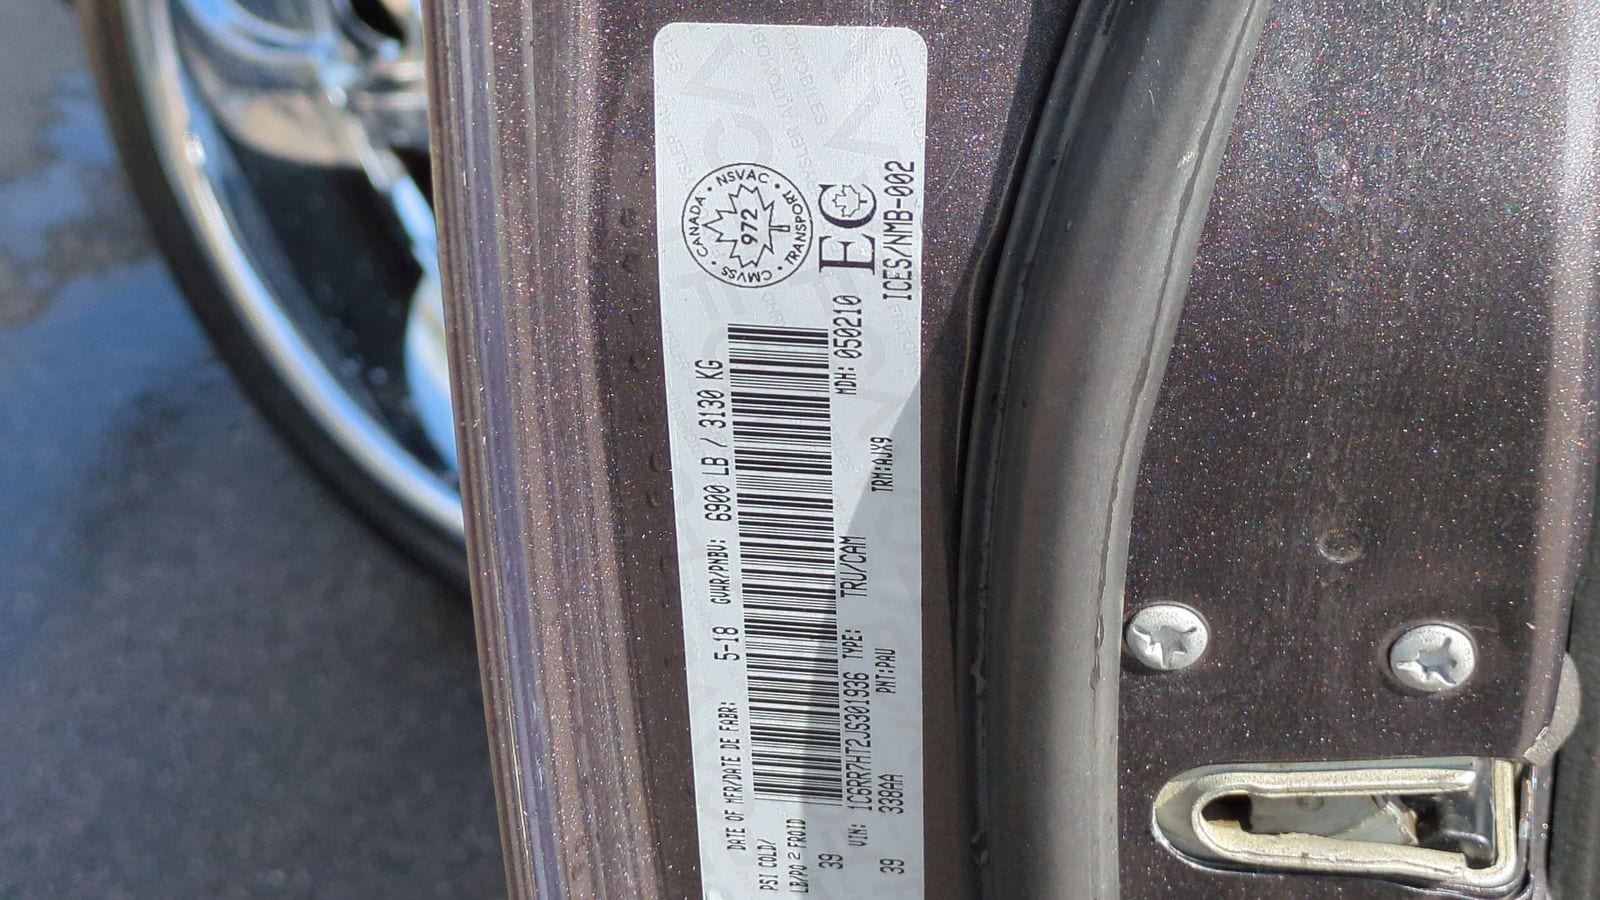 CMVSS • CANADA • NSVAC • TRANSPORT
972
EC
ICES/NMB-002
DATE OF MFR/DATE DE FABR: 5-18 GVWR/PNBV: 6900 LB / 3130 KG
PSI COLD/
LB/PO 2 FROID
39
MDH: 050210
VIN: 1C6RR7HT2JS301936 TYPE: TRU/CAM
39 338AA PNT:PAU TRM:AJX9